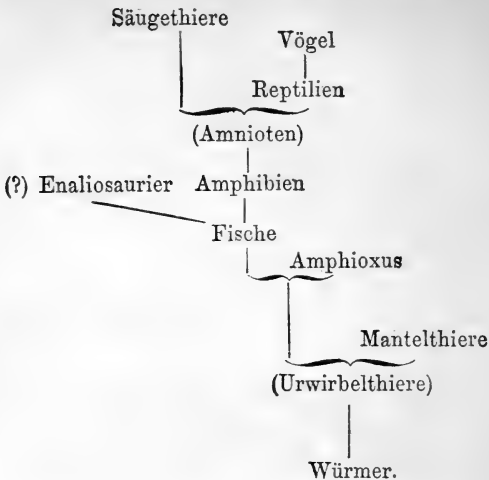 Säugethiere
Vögel
Reptilien
(Amnioten)
(?) Enaliosaurier Amphibien
Fische
Amphioxus
Mantelthiere
(Urwirbelthiere)
Würmer.